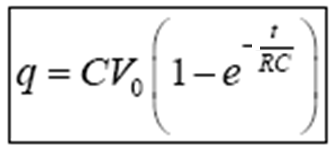 q = CV₀(1 − e^(−t/RC))